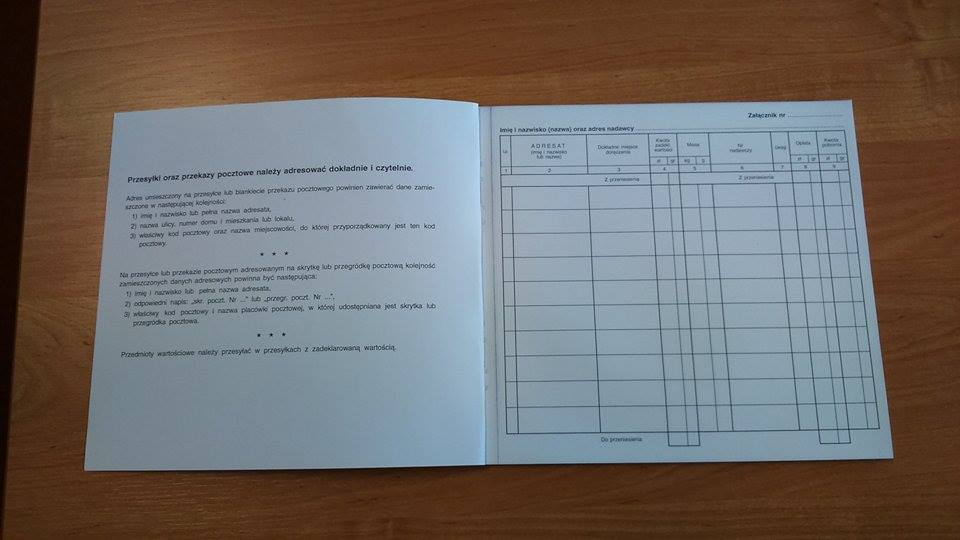 Przesyłki oraz przekazy pocztowe należy adresować dokładnie i czytelnie.
Adres umieszczony na przesyłce lub blankiecie przekazu pocztowego powinien zawierać dane zamie-
szczone w następującej kolejności:
1) imię i nazwisko lub pełna nazwa adresata,
2) nazwa ulicy, numer domu i mieszkania lub lokalu,
3) właściwy kod pocztowy oraz nazwa miejscowości, do której przyporządkowany jest ten kod
pocztowy.
* * *
Na przesyłce lub przekazie pocztowym adresowanym na skrytkę lub przegródkę pocztową kolejność
zamieszczonych danych adresowych powinna być następująca:
1) imię i nazwisko lub pełna nazwa adresata,
2) odpowiedni napis: „skr. poczt. Nr ..." lub „przegr. poczt. Nr ...",
3) właściwy kod pocztowy i nazwa placówki pocztowej, w której udostępniana jest skrytka lub
przegródka pocztowa.
* * *
Przedmioty wartościowe należy przesyłać w przesyłkach z zadeklarowaną wartością.
Załącznik nr ....................
Imię i nazwisko (nazwa) oraz adres nadawcy ....................
ADRESAT
(imię i nazwisko
lub nazwa)
Dokładne miejsce
doręczenia
Kwota
zadekl.
wartości
zł gr
Masa
kg g
Nr
nadawczy
Uwagi
Opłata
zł gr
Kwota
pobrania
zł gr
1 2 3 4 5 6 7 8 9
Z przeniesienia
Z przeniesienia
Do przeniesienia